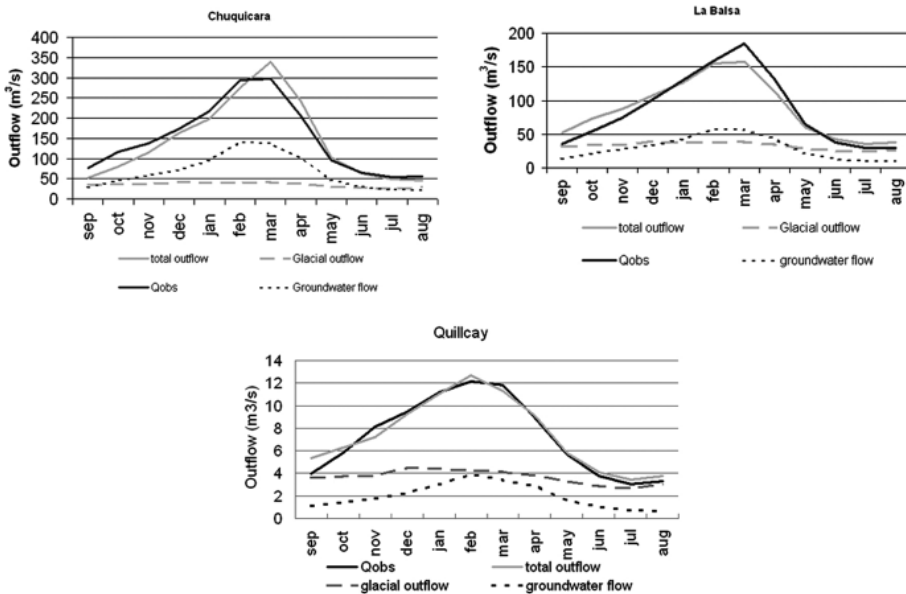 Chuquicara
Outflow (m³/s)
400
350
300
250
200
150
100
50
0
sep oct nov dec jan feb mar apr may jun jul aug
total outflow Glacial outflow
Qobs Groundwater flow
La Balsa
Outflow (m³/s)
200
150
100
50
0
sep oct nov dec jan feb mar apr may jun jul aug
total outflow Glacial outflow
Qobs groundwater flow
Quillcay
Outflow (m3/s)
14
12
10
8
6
4
2
0
sep oct nov dec jan feb mar apr may jun jul aug
Qobs total outflow
glacial outflow groundwater flow